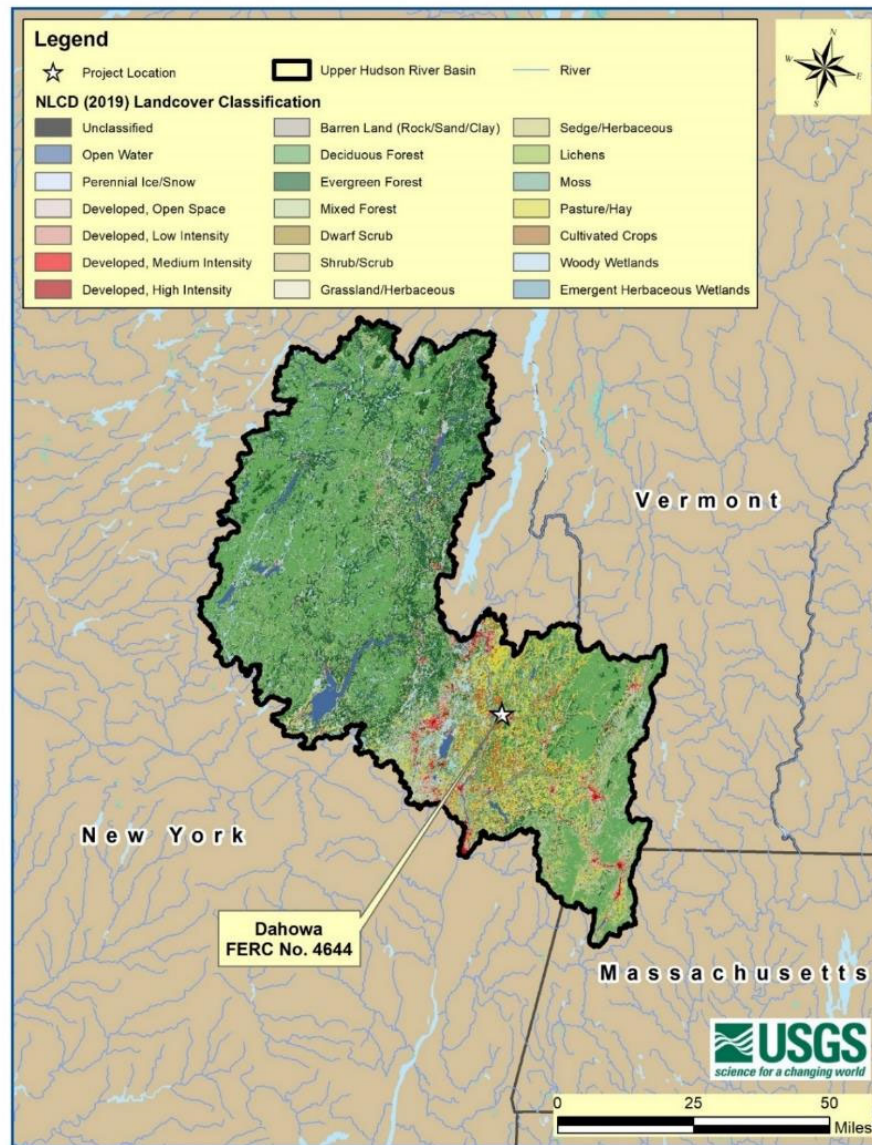 Legend
Project Location
Upper Hudson River Basin
River
NLCD (2019) Landcover Classification
Unclassified
Open Water
Perennial Ice/Snow
Developed, Open Space
Developed, Low Intensity
Developed, Medium Intensity
Developed, High Intensity
Barren Land (Rock/Sand/Clay)
Deciduous Forest
Evergreen Forest
Mixed Forest
Dwarf Scrub
Shrub/Scrub
Grassland/Herbaceous
Sedge/Herbaceous
Lichens
Moss
Pasture/Hay
Cultivated Crops
Woody Wetlands
Emergent Herbaceous Wetlands
N
W
E
S
Vermont
New York
Dahowa
FERC No. 4644
Massachusetts
USGS
science for a changing world
0 25 50
Miles